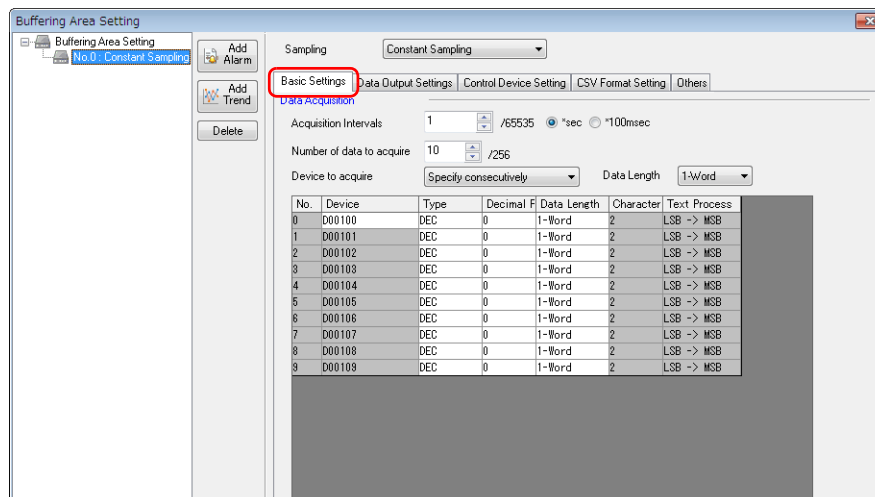 Buffering Area Setting
Buffering Area Setting
No.0 : Constant Sampling
Add
Alarm
Add
Trend
Delete
Sampling Constant Sampling
Basic Settings Data Output Settings Control Device Setting CSV Format Setting Others
Data Acquisition
Acquisition Intervals 1 /65535 *sec *100msec
Number of data to acquire 10 /256
Device to acquire Specify consecutively Data Length 1-Word
No. Device Type Decimal F Data Length Character Text Process
0 D00100 DEC 0 1-Word 2 LSB -> MSB
1 D00101 DEC 0 1-Word 2 LSB -> MSB
2 D00102 DEC 0 1-Word 2 LSB -> MSB
3 D00103 DEC 0 1-Word 2 LSB -> MSB
4 D00104 DEC 0 1-Word 2 LSB -> MSB
5 D00105 DEC 0 1-Word 2 LSB -> MSB
6 D00106 DEC 0 1-Word 2 LSB -> MSB
7 D00107 DEC 0 1-Word 2 LSB -> MSB
8 D00108 DEC 0 1-Word 2 LSB -> MSB
9 D00109 DEC 0 1-Word 2 LSB -> MSB